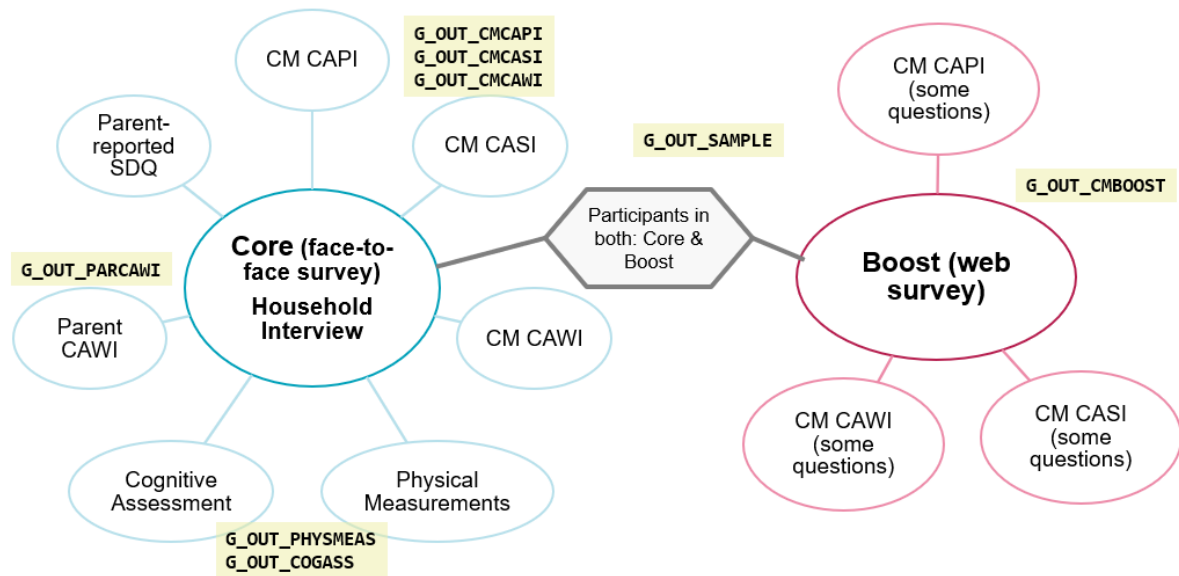 CM CAPI
G_OUT_CMCAPI
G_OUT_CMCASI
G_OUT_CMCAWI
Parent-
reported
SDQ
CM CASI
G_OUT_SAMPLE
CM CAPI
(some
questions)
G_OUT_CMBOOST
Core (face-to-
face survey)
Household
Interview
Participants in
both: Core &
Boost
Boost (web
survey)
G_OUT_PARCAWI
Parent
CAWI
CM CAWI
Cognitive
Assessment
Physical
Measurements
G_OUT_PHYSMEAS
G_OUT_COGASS
CM CAWI
(some
questions)
CM CASI
(some
questions)